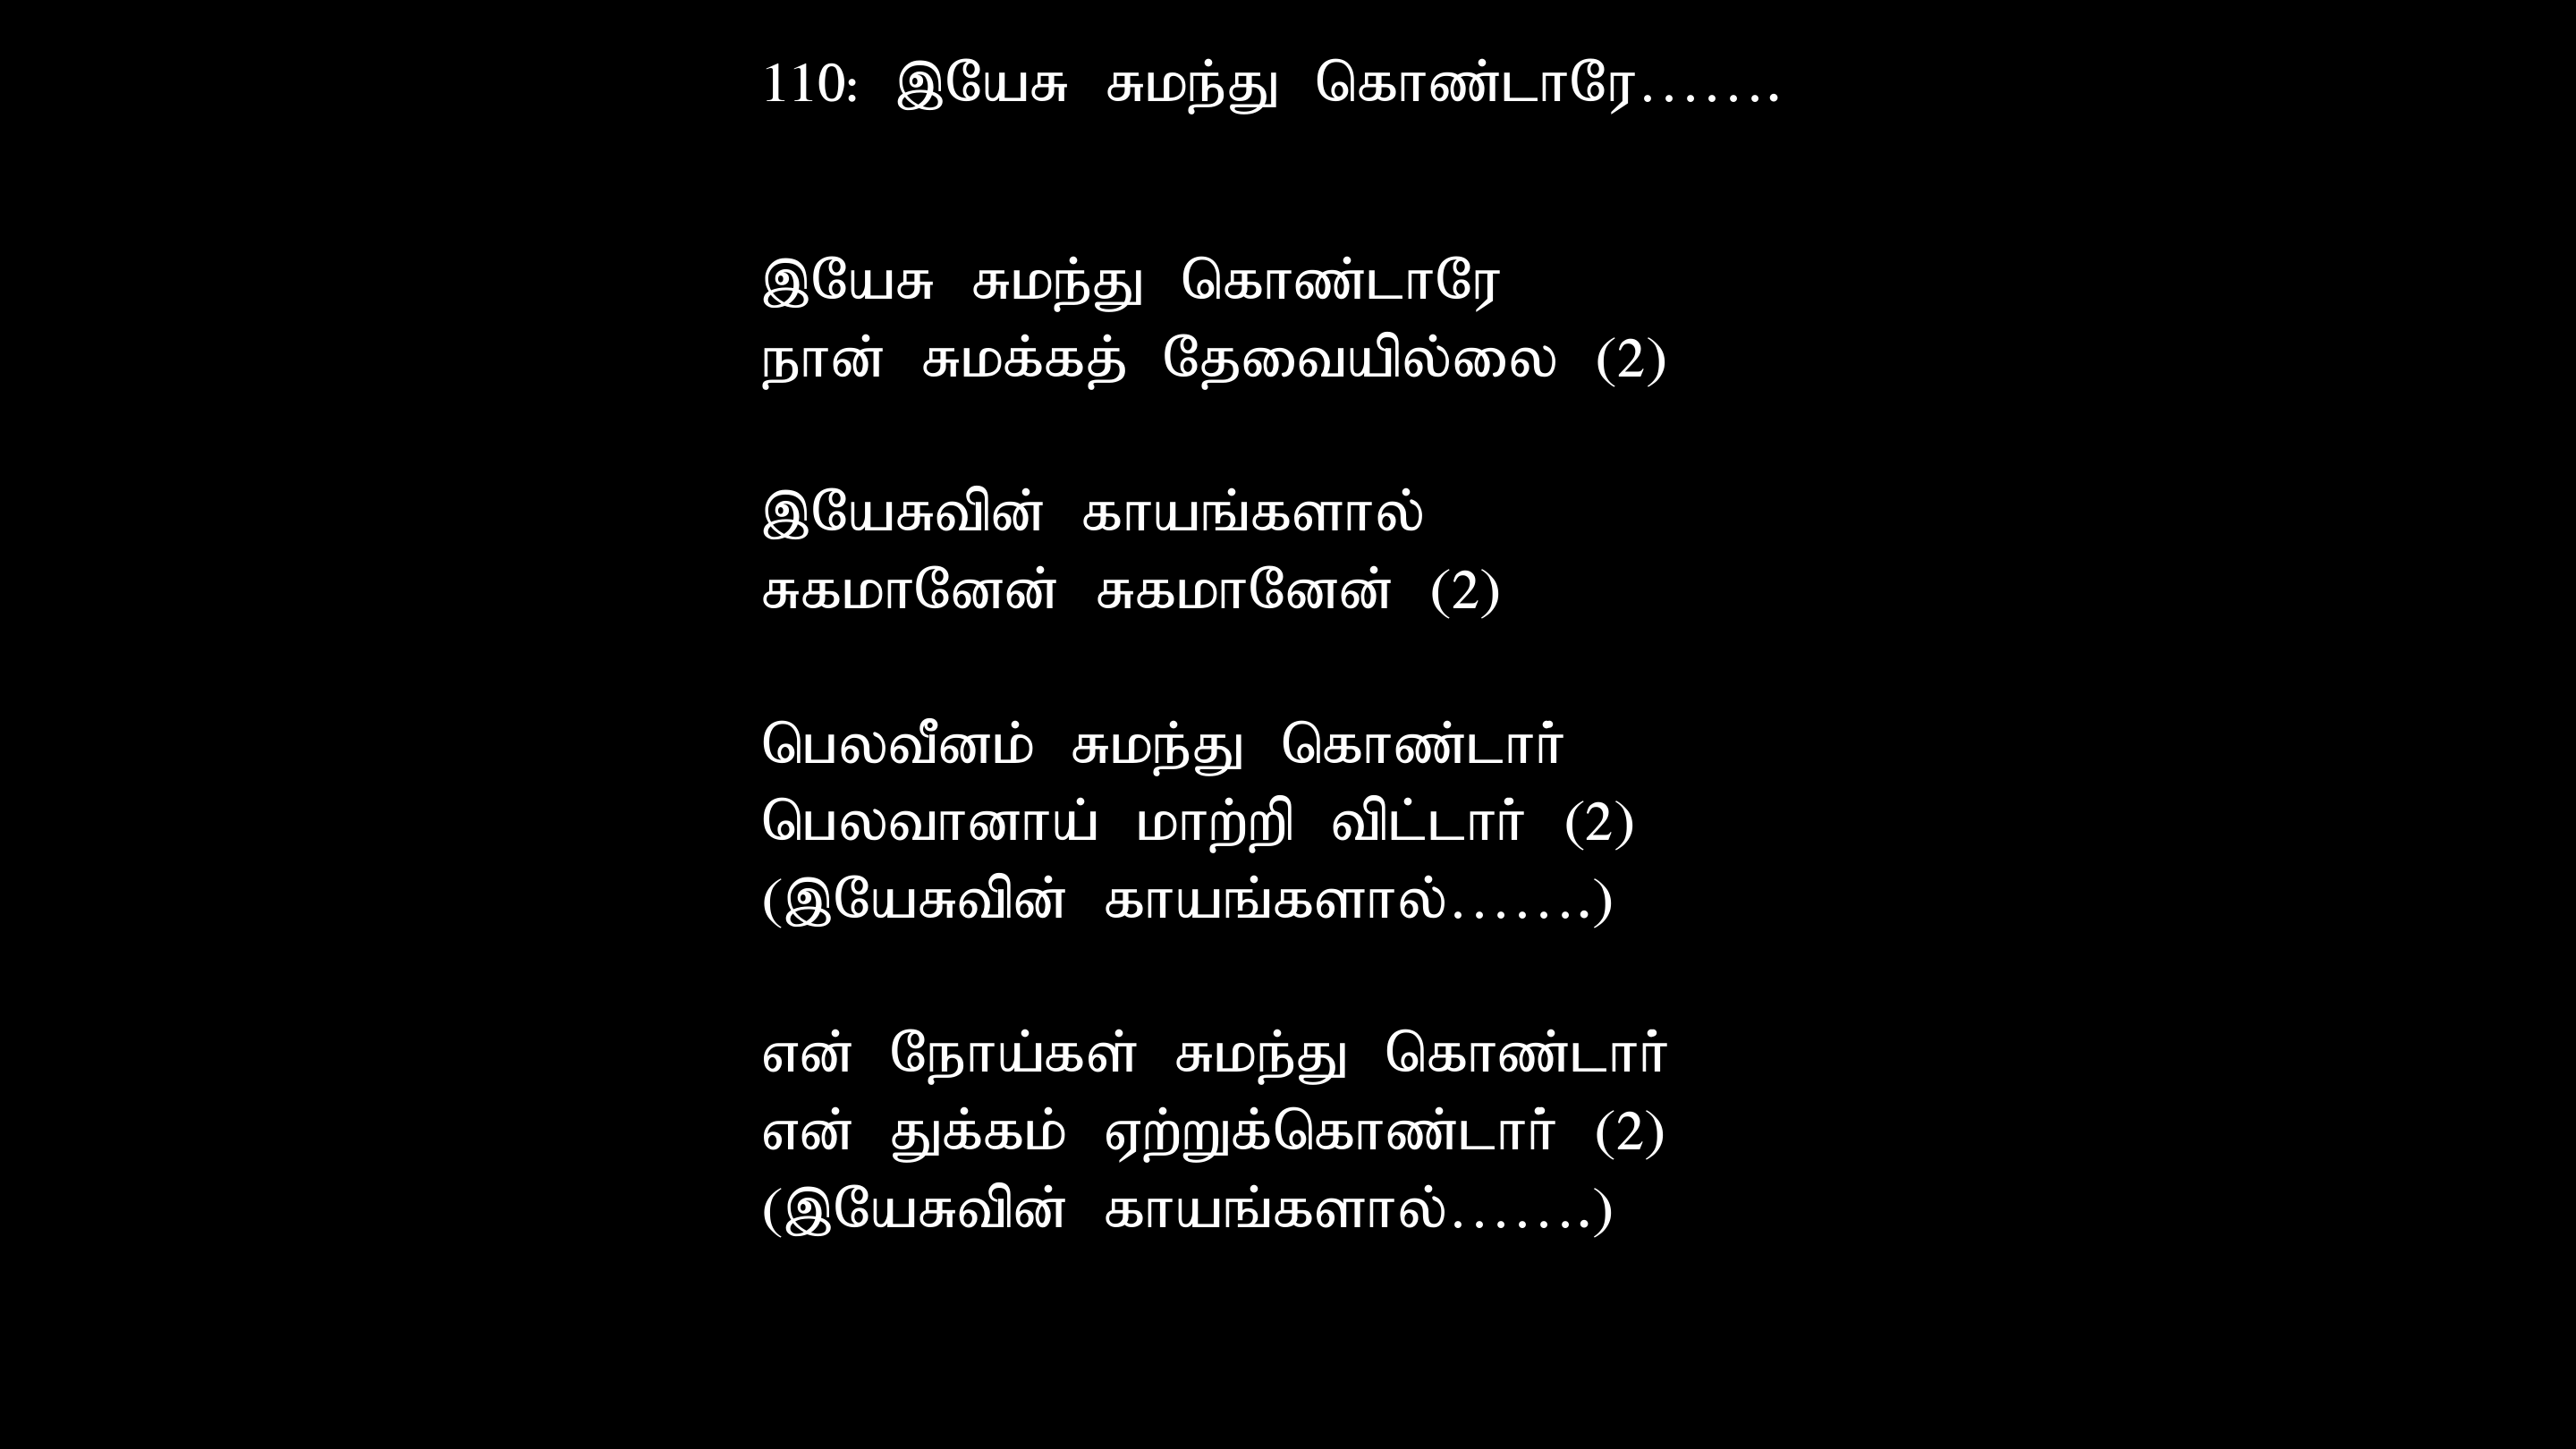 110: இயேசு சுமந்து கொண்டாரே.......
இயேசு சுமந்து கொண்டாரே
நான் சுமக்கத் தேவையில்லை (2)
இயேசுவின் காயங்களால்
சுகமானேன் சுகமானேன் (2)
பெலவீனம் சுமந்து கொண்டார்
பெலவானாய் மாற்றி விட்டார் (2)
(இயேசுவின் காயங்களால்.......)
என் நோய்கள் சுமந்து கொண்டார்
என் துக்கம் ஏற்றுக்கொண்டார் (2)
(இயேசுவின் காயங்களால்.......)